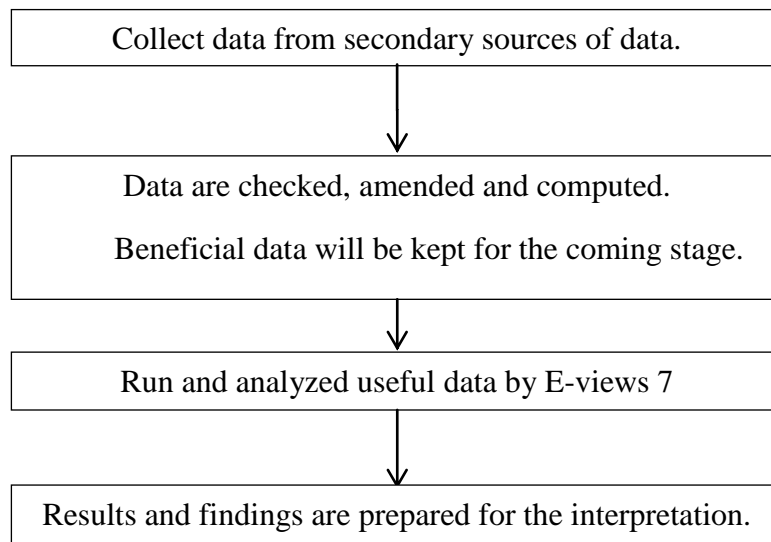 Collect data from secondary sources of data.
Data are checked, amended and computed.
Beneficial data will be kept for the coming stage.
Run and analyzed useful data by E-views 7
Results and findings are prepared for the interpretation.